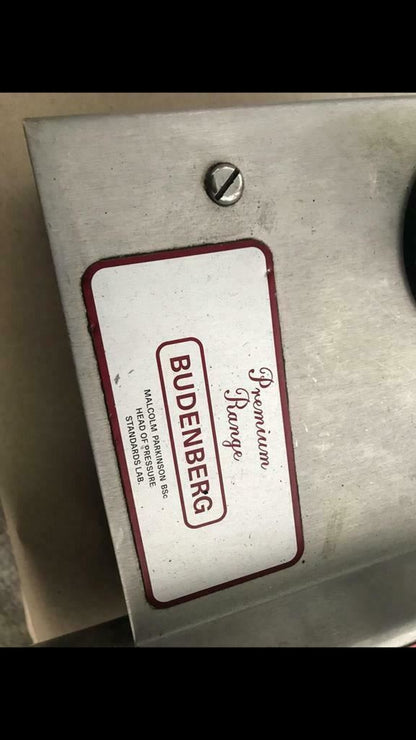 Premium
Range
BUDENBERG
MALCOLM PARKINSON BSc
HEAD OF PRESSURE
STANDARDS LAB.